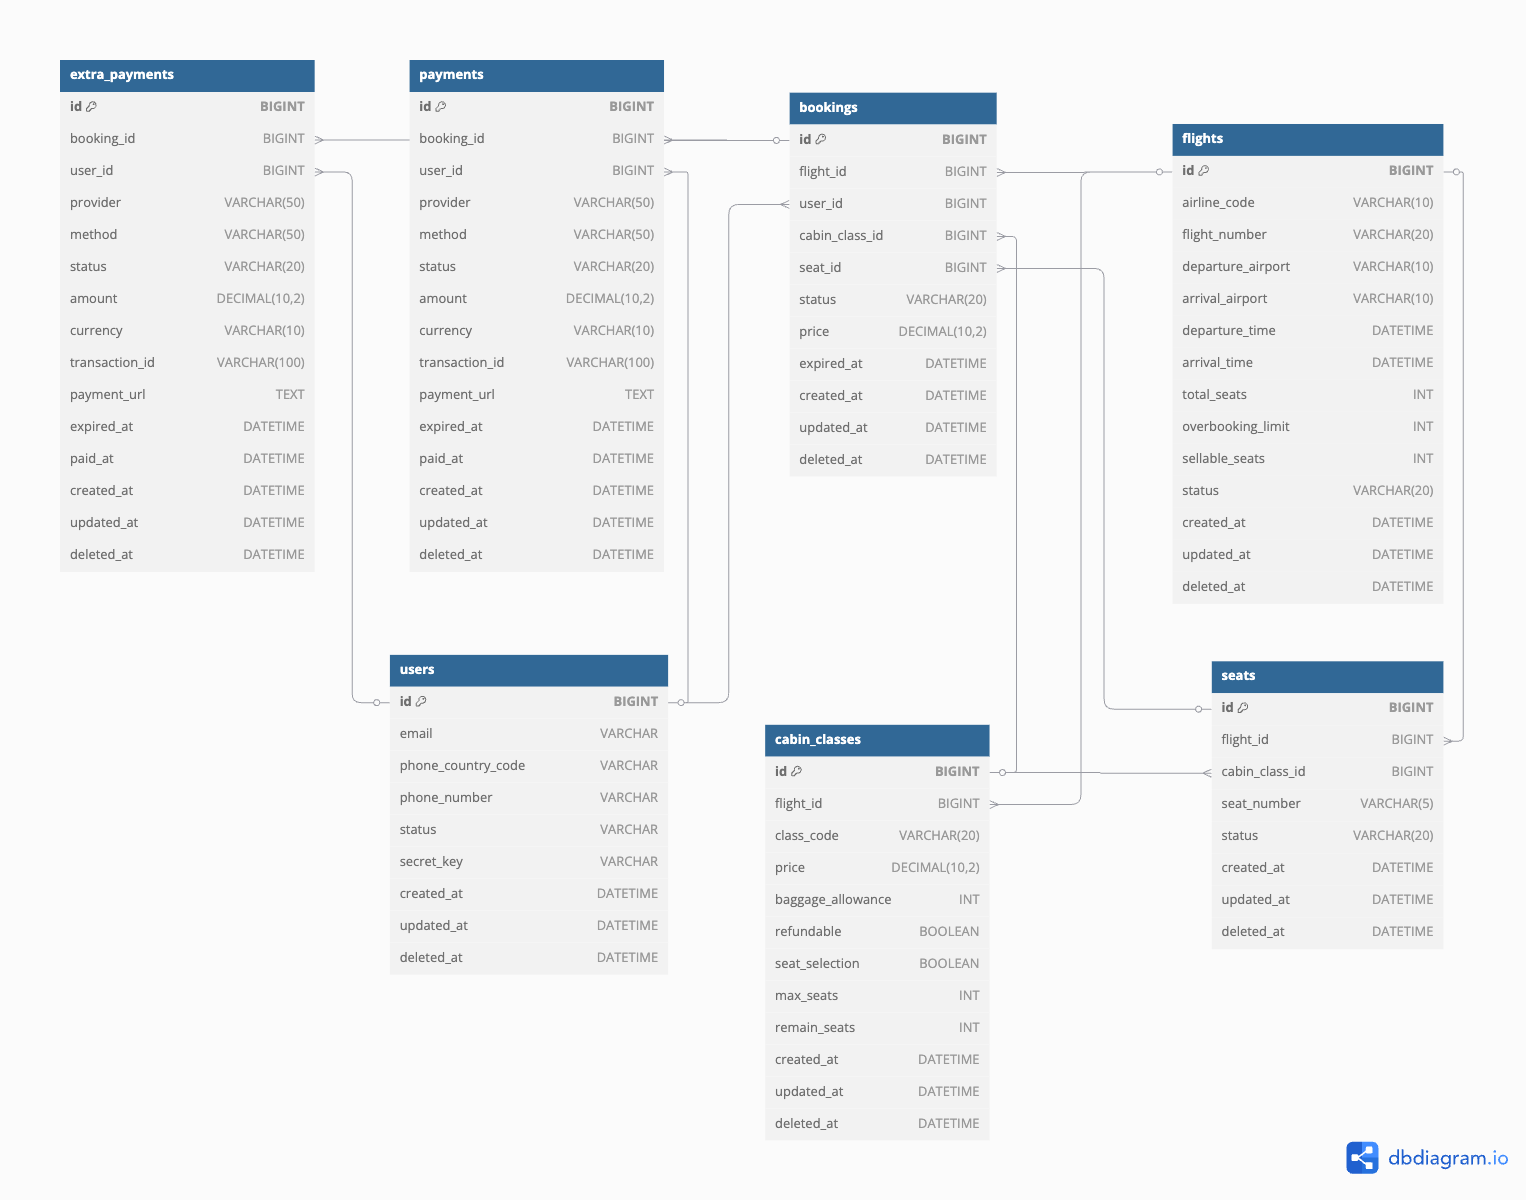 extra_payments
id BIGINT
booking_id BIGINT
user_id BIGINT
provider VARCHAR(50)
method VARCHAR(50)
status VARCHAR(20)
amount DECIMAL(10,2)
currency VARCHAR(10)
transaction_id VARCHAR(100)
payment_url TEXT
expired_at DATETIME
paid_at DATETIME
created_at DATETIME
updated_at DATETIME
deleted_at DATETIME
payments
id BIGINT
booking_id BIGINT
user_id BIGINT
provider VARCHAR(50)
method VARCHAR(50)
status VARCHAR(20)
amount DECIMAL(10,2)
currency VARCHAR(10)
transaction_id VARCHAR(100)
payment_url TEXT
expired_at DATETIME
paid_at DATETIME
created_at DATETIME
updated_at DATETIME
deleted_at DATETIME
bookings
id BIGINT
flight_id BIGINT
user_id BIGINT
cabin_class_id BIGINT
seat_id BIGINT
status VARCHAR(20)
price DECIMAL(10,2)
expired_at DATETIME
created_at DATETIME
updated_at DATETIME
deleted_at DATETIME
flights
id BIGINT
airline_code VARCHAR(10)
flight_number VARCHAR(20)
departure_airport VARCHAR(10)
arrival_airport VARCHAR(10)
departure_time DATETIME
arrival_time DATETIME
total_seats INT
overbooking_limit INT
sellable_seats INT
status VARCHAR(20)
created_at DATETIME
updated_at DATETIME
deleted_at DATETIME
users
id BIGINT
email VARCHAR
phone_country_code VARCHAR
phone_number VARCHAR
status VARCHAR
secret_key VARCHAR
created_at DATETIME
updated_at DATETIME
deleted_at DATETIME
cabin_classes
id BIGINT
flight_id BIGINT
class_code VARCHAR(20)
price DECIMAL(10,2)
baggage_allowance INT
refundable BOOLEAN
seat_selection BOOLEAN
max_seats INT
remain_seats INT
created_at DATETIME
updated_at DATETIME
deleted_at DATETIME
seats
id BIGINT
flight_id BIGINT
cabin_class_id BIGINT
seat_number VARCHAR(5)
status VARCHAR(20)
created_at DATETIME
updated_at DATETIME
deleted_at DATETIME
dbdiagram.io